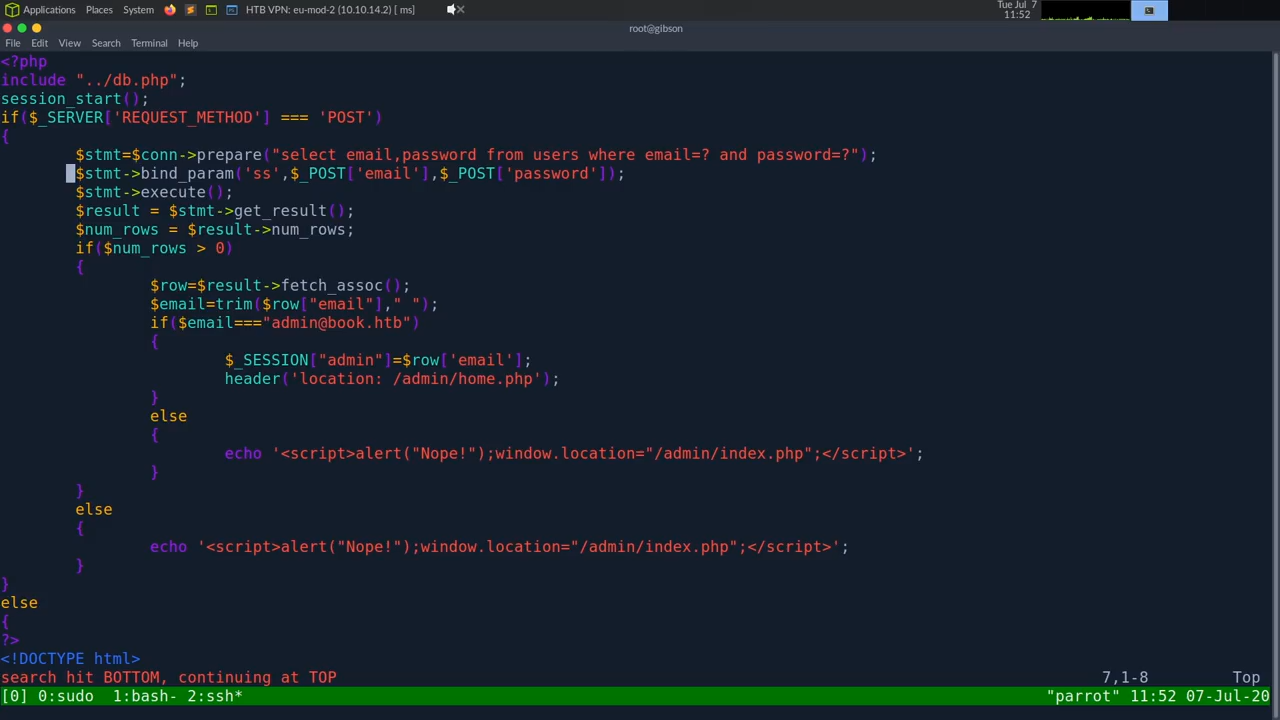 Applications Places System HTB VPN: eu-mod-2 (10.10.14.2) [ ms] Tue Jul 7
11:52
root@gibson
File Edit View Search Terminal Help
<?php
include "../db.php";
session_start();
if($_SERVER['REQUEST_METHOD'] === 'POST')
{
        $stmt=$conn->prepare("select email,password from users where email=? and password=?");
        $stmt->bind_param('ss',$_POST['email'],$_POST['password']);
        $stmt->execute();
        $result = $stmt->get_result();
        $num_rows = $result->num_rows;
        if($num_rows > 0)
        {
                $row=$result->fetch_assoc();
                $email=trim($row["email"]," ");
                if($email==="admin@book.htb")
                {
                        $_SESSION["admin"]=$row['email'];
                        header('location: /admin/home.php');
                }
                else
                {
                        echo '<script>alert("Nope!");window.location="/admin/index.php";</script>';
                }
        }
        else
        {
                echo '<script>alert("Nope!");window.location="/admin/index.php";</script>';
        }
}
else
{
?>
<!DOCTYPE html>
search hit BOTTOM, continuing at TOP 7,1-8 Top
[0] 0:sudo 1:bash- 2:ssh* "parrot" 11:52 07-Jul-20